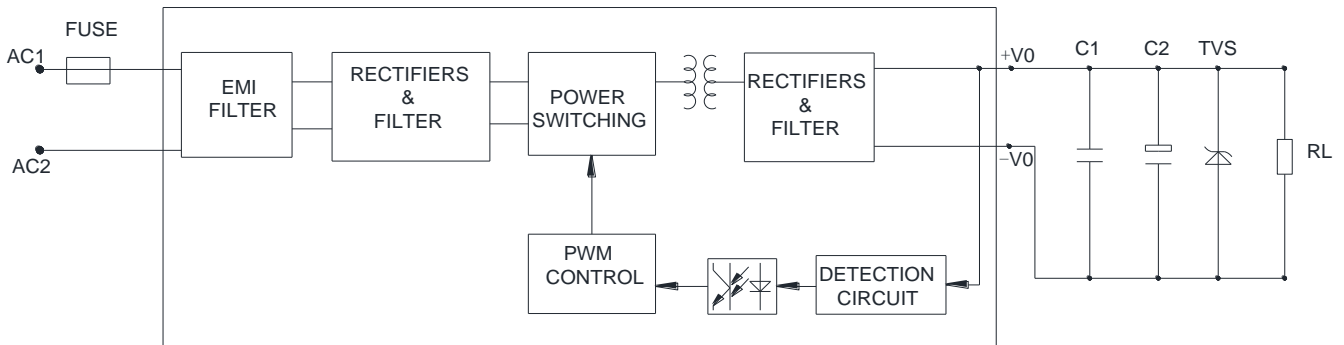 FUSE
AC1
AC2
EMI
FILTER
RECTIFIERS
&
FILTER
POWER
SWITCHING
RECTIFIERS
&
FILTER
+V0
−V0
C1
C2
TVS
RL
PWM
CONTROL
DETECTION
CIRCUIT